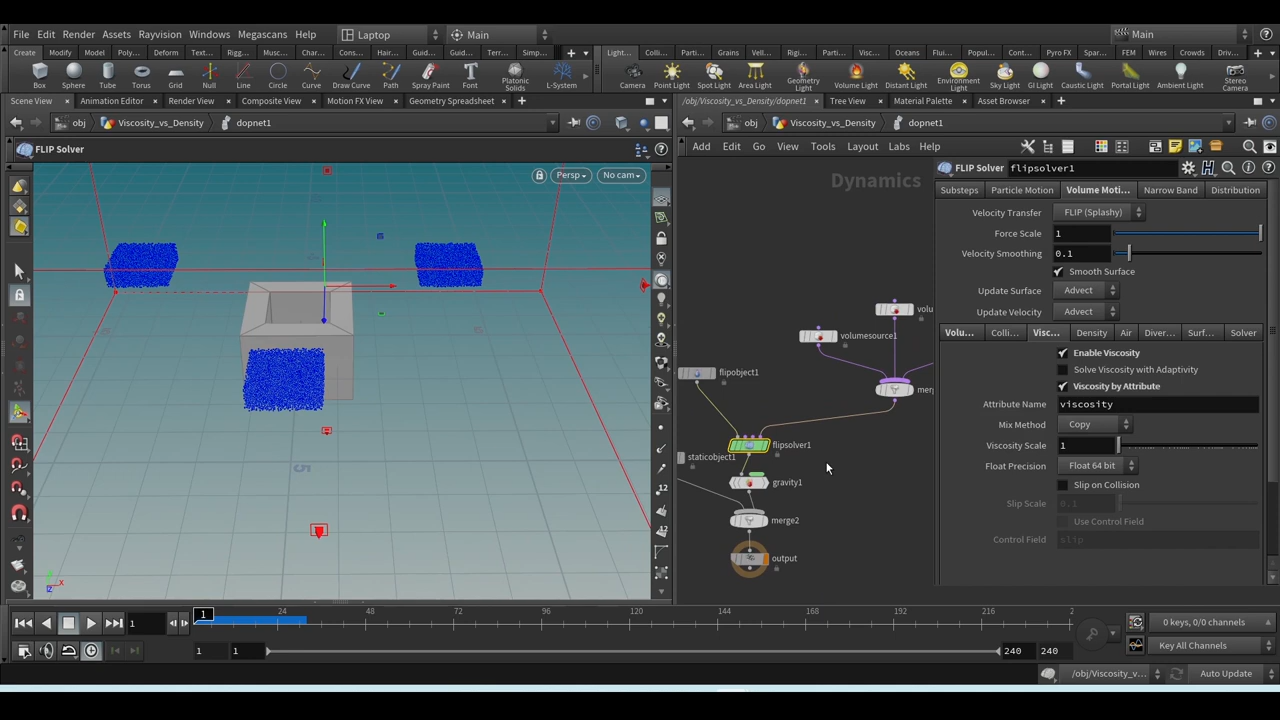 File Edit Render Assets Rayvision Windows Megascans Help Laptop Main Main
Create Modify Model Poly... Deform Text... Rigg... Mus... Char... Cons... Hair... Guid... Guid... Terr... Simp...
Light... Colli... Parti... Grains Vell... Rigi... Parti... Visc... Oceans Flui... Popul... Cont... Pyro FX Spar... FEM Wires Crowds Driv...
Box Sphere Tube Torus Grid Null Line Circle Curve Draw Curve Path Spray Paint Font Platonic Solids L-System
Camera Point Light Spot Light Area Light Geometry Light Volume Light Distant Light Environment Light Sky Light GI Light Caustic Light Portal Light Ambient Light Stereo Camera
Scene View Animation Editor Render View Composite View Motion FX View Geometry Spreadsheet
/obj/Viscosity_vs_Density/dopnet1 Tree View Material Palette Asset Browser
obj Viscosity_vs_Density dopnet1
obj Viscosity_vs_Density dopnet1
FLIP Solver
Add Edit Go View Tools Layout Labs Help
Persp No cam
Dynamics
FLIP Solver flipsolver1
Substeps Particle Motion Volume Moti... Narrow Band Distribution
Velocity Transfer FLIP (Splashy)
Force Scale 1
Velocity Smoothing 0.1
Smooth Surface
Update Surface Advect
Update Velocity Advect
Volu... Colli... Visc... Density Air Diver... Surf... Solver
Enable Viscosity
Solve Viscosity with Adaptivity
Viscosity by Attribute
Attribute Name viscosity
Mix Method Copy
Viscosity Scale 1
Float Precision Float 64 bit
Slip on Collision
Slip Scale 0.1
Use Control Field
Control Field slip
volu
volumesource1
flipobject1
mer
flipsolver1
staticobject1
gravity1
merge2
output
1 1 24 48 72 96 120 144 168 192 216 2
0 keys, 0/0 channels
1 1 240 240
Key All Channels
/obj/Viscosity_v... Auto Update